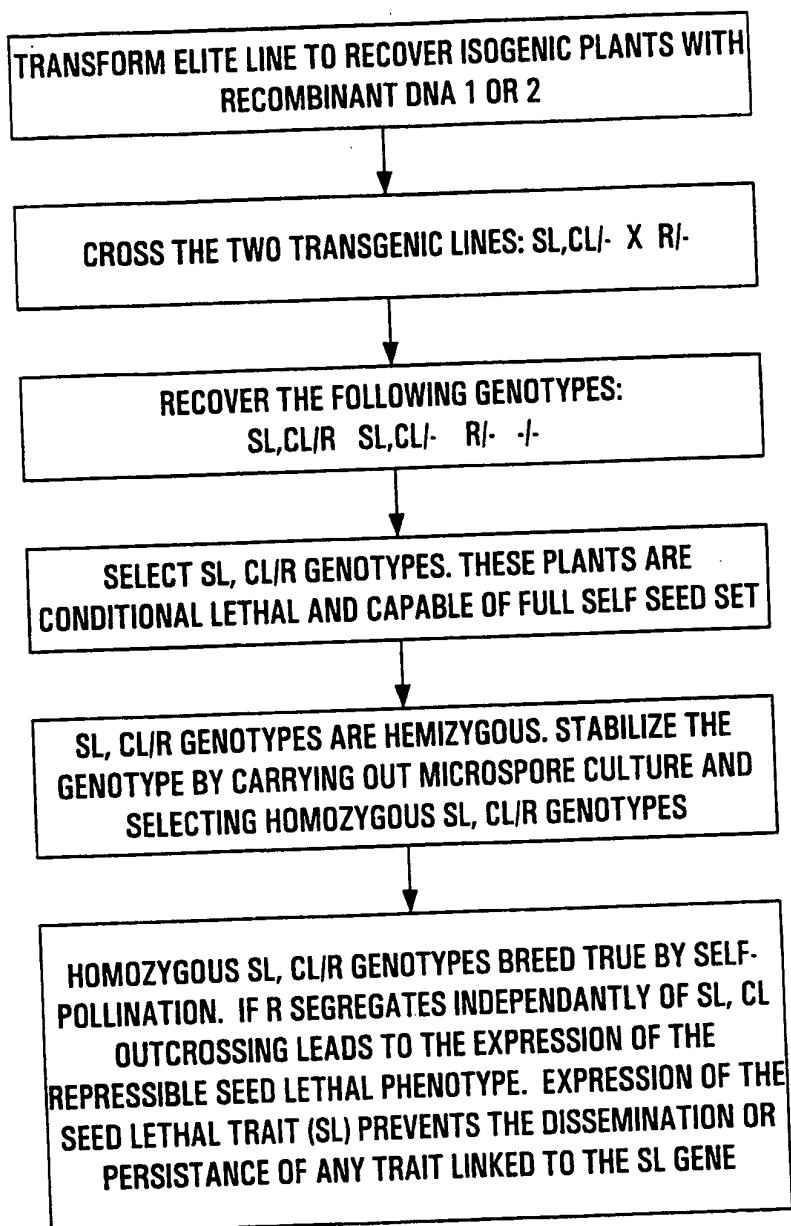 TRANSFORM ELITE LINE TO RECOVER ISOGENIC PLANTS WITH
RECOMBINANT DNA 1 OR 2
CROSS THE TWO TRANSGENIC LINES: SL,CL/- X R/-
RECOVER THE FOLLOWING GENOTYPES:
SL,CL/R SL,CL/- R/- -/-
SELECT SL, CL/R GENOTYPES. THESE PLANTS ARE
CONDITIONAL LETHAL AND CAPABLE OF FULL SELF SEED SET
SL, CL/R GENOTYPES ARE HEMIZYGOUS. STABILIZE THE
GENOTYPE BY CARRYING OUT MICROSPORE CULTURE AND
SELECTING HOMOZYGOUS SL, CL/R GENOTYPES
HOMOZYGOUS SL, CL/R GENOTYPES BREED TRUE BY SELF-
POLLINATION. IF R SEGREGATES INDEPENDANTLY OF SL, CL
OUTCROSSING LEADS TO THE EXPRESSION OF THE
REPRESSIBLE SEED LETHAL PHENOTYPE. EXPRESSION OF THE
SEED LETHAL TRAIT (SL) PREVENTS THE DISSEMINATION OR
PERSISTANCE OF ANY TRAIT LINKED TO THE SL GENE